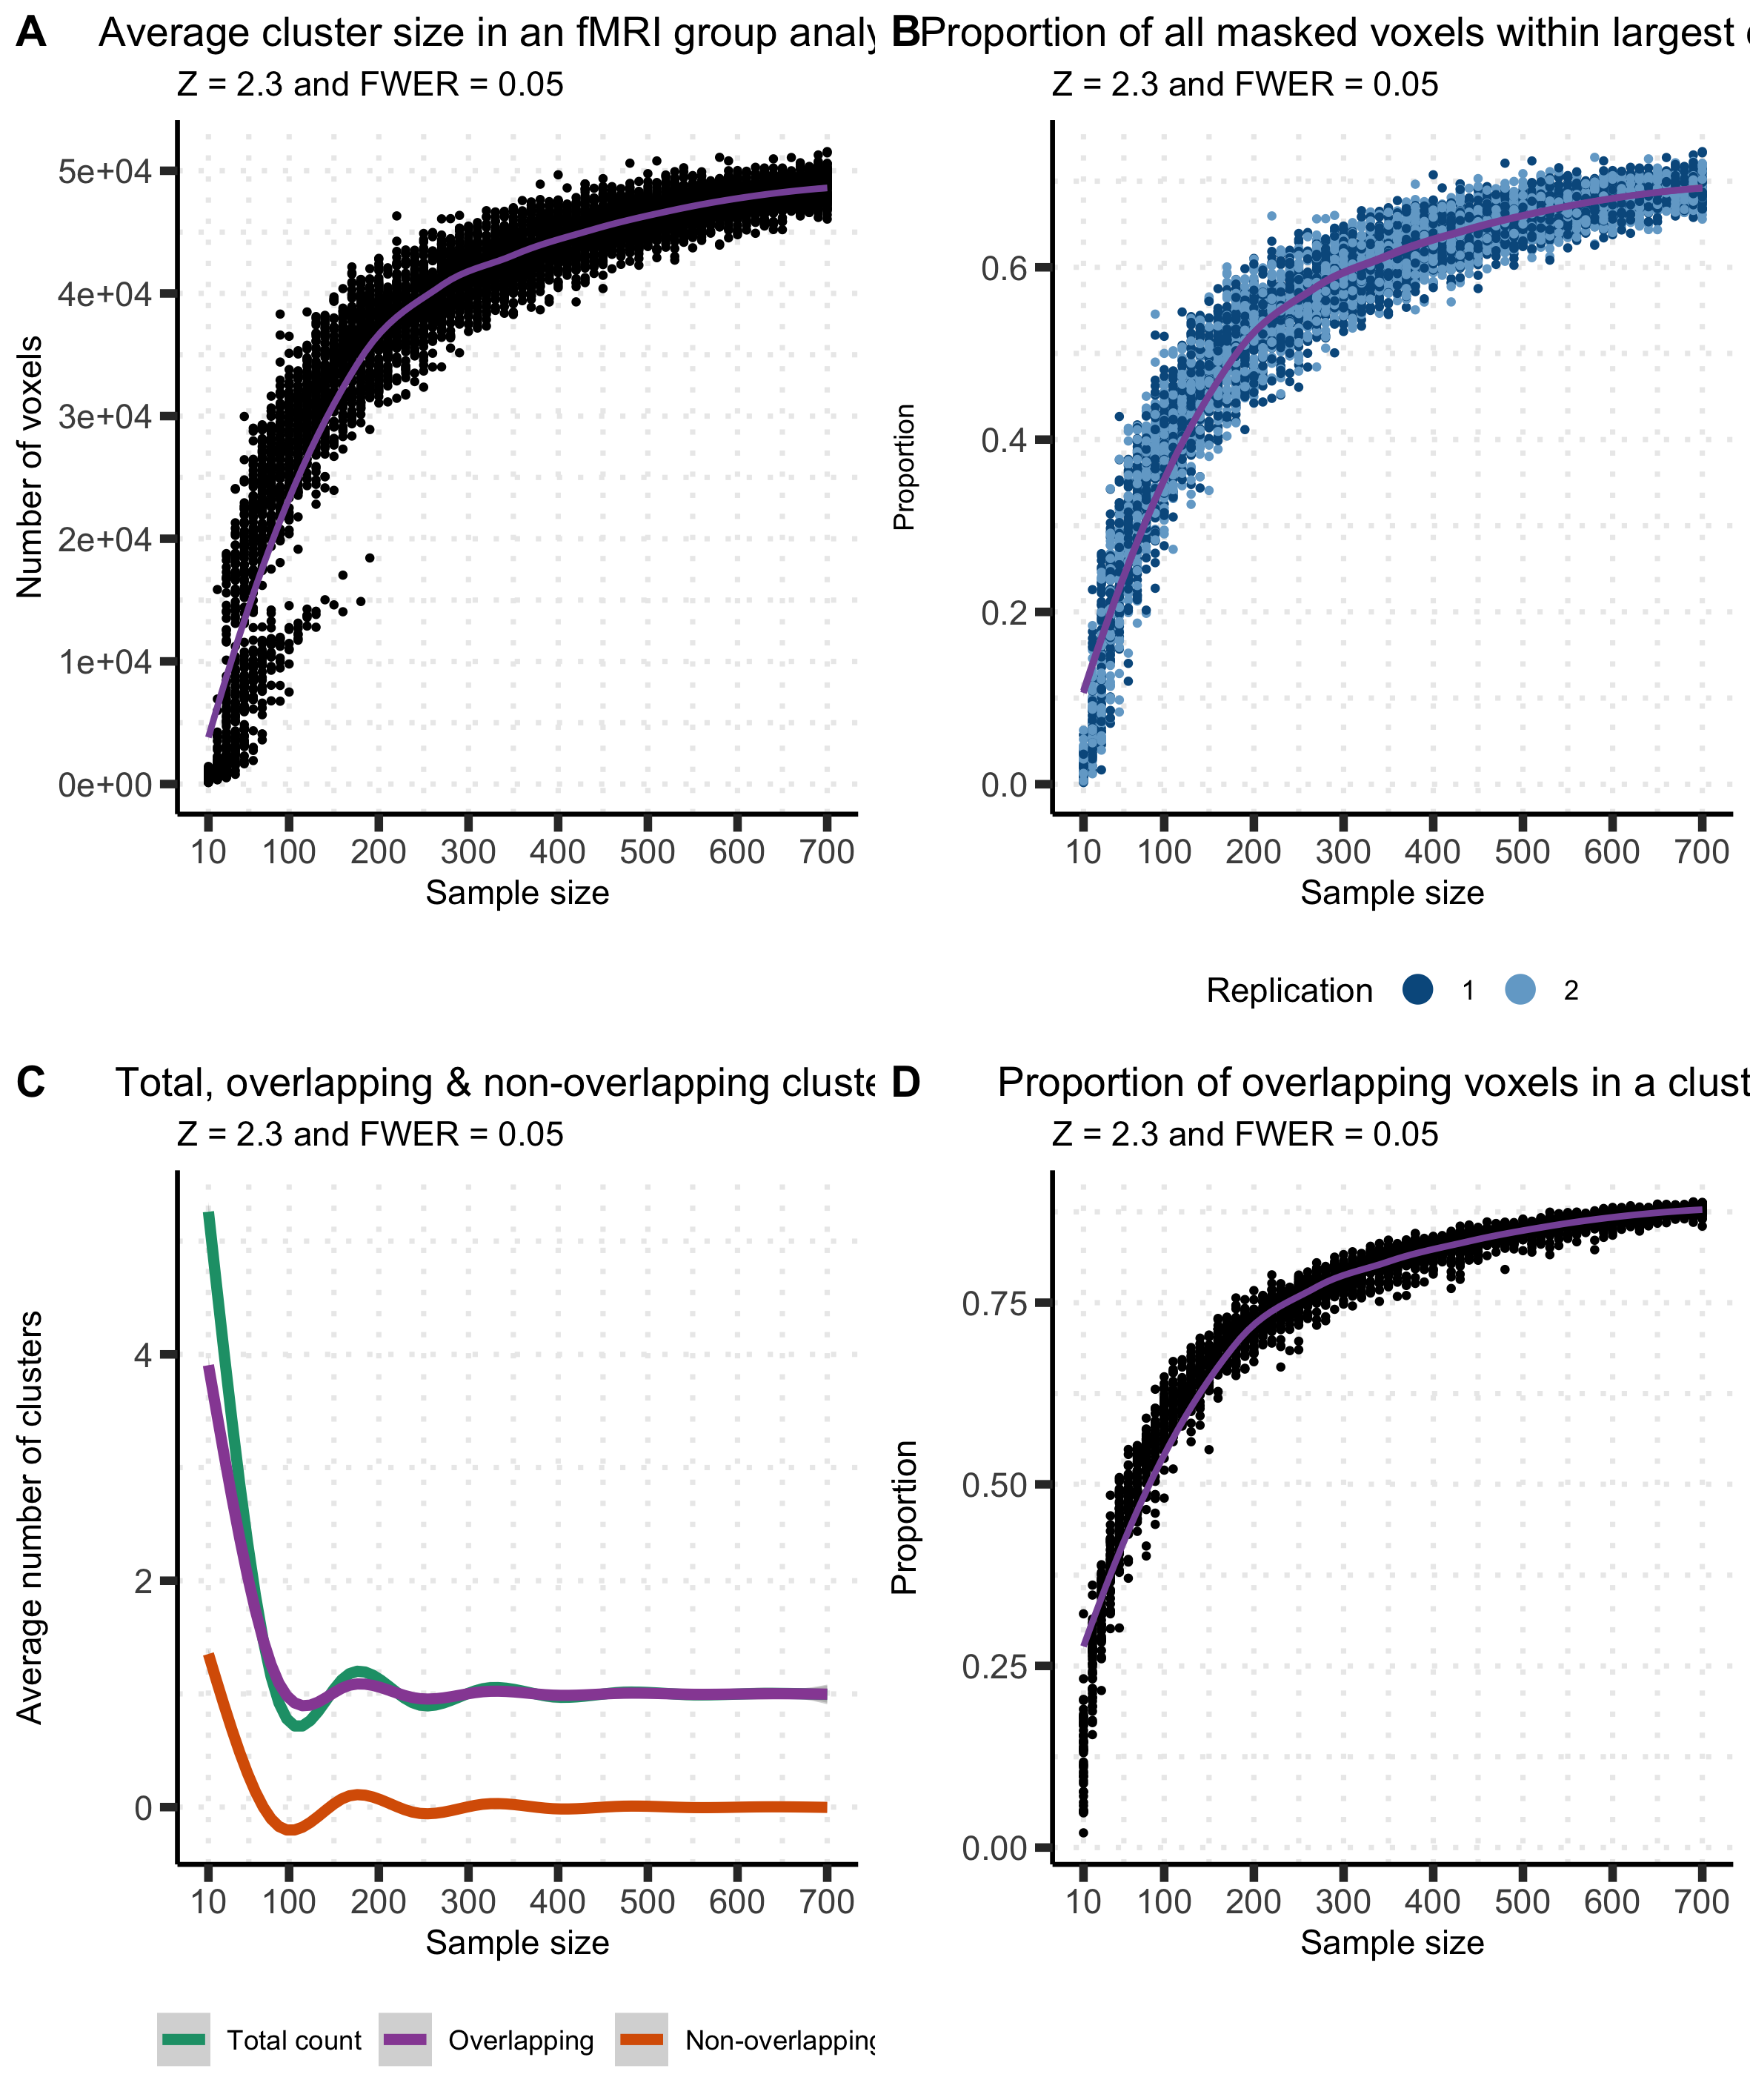 A Average cluster size in an fMRI group analy
Z = 2.3 and FWER = 0.05
Number of voxels
5e+04
4e+04
3e+04
2e+04
1e+04
0e+00
10 100 200 300 400 500 600 700
Sample size
B Proportion of all masked voxels within largest
Z = 2.3 and FWER = 0.05
Proportion
0.6
0.4
0.2
0.0
10 100 200 300 400 500 600 700
Sample size
Replication 1 2
C Total, overlapping & non-overlapping cluste
Z = 2.3 and FWER = 0.05
Average number of clusters
4
2
0
10 100 200 300 400 500 600 700
Sample size
Total count Overlapping Non-overlapping
D Proportion of overlapping voxels in a clust
Z = 2.3 and FWER = 0.05
Proportion
0.75
0.50
0.25
0.00
10 100 200 300 400 500 600 700
Sample size